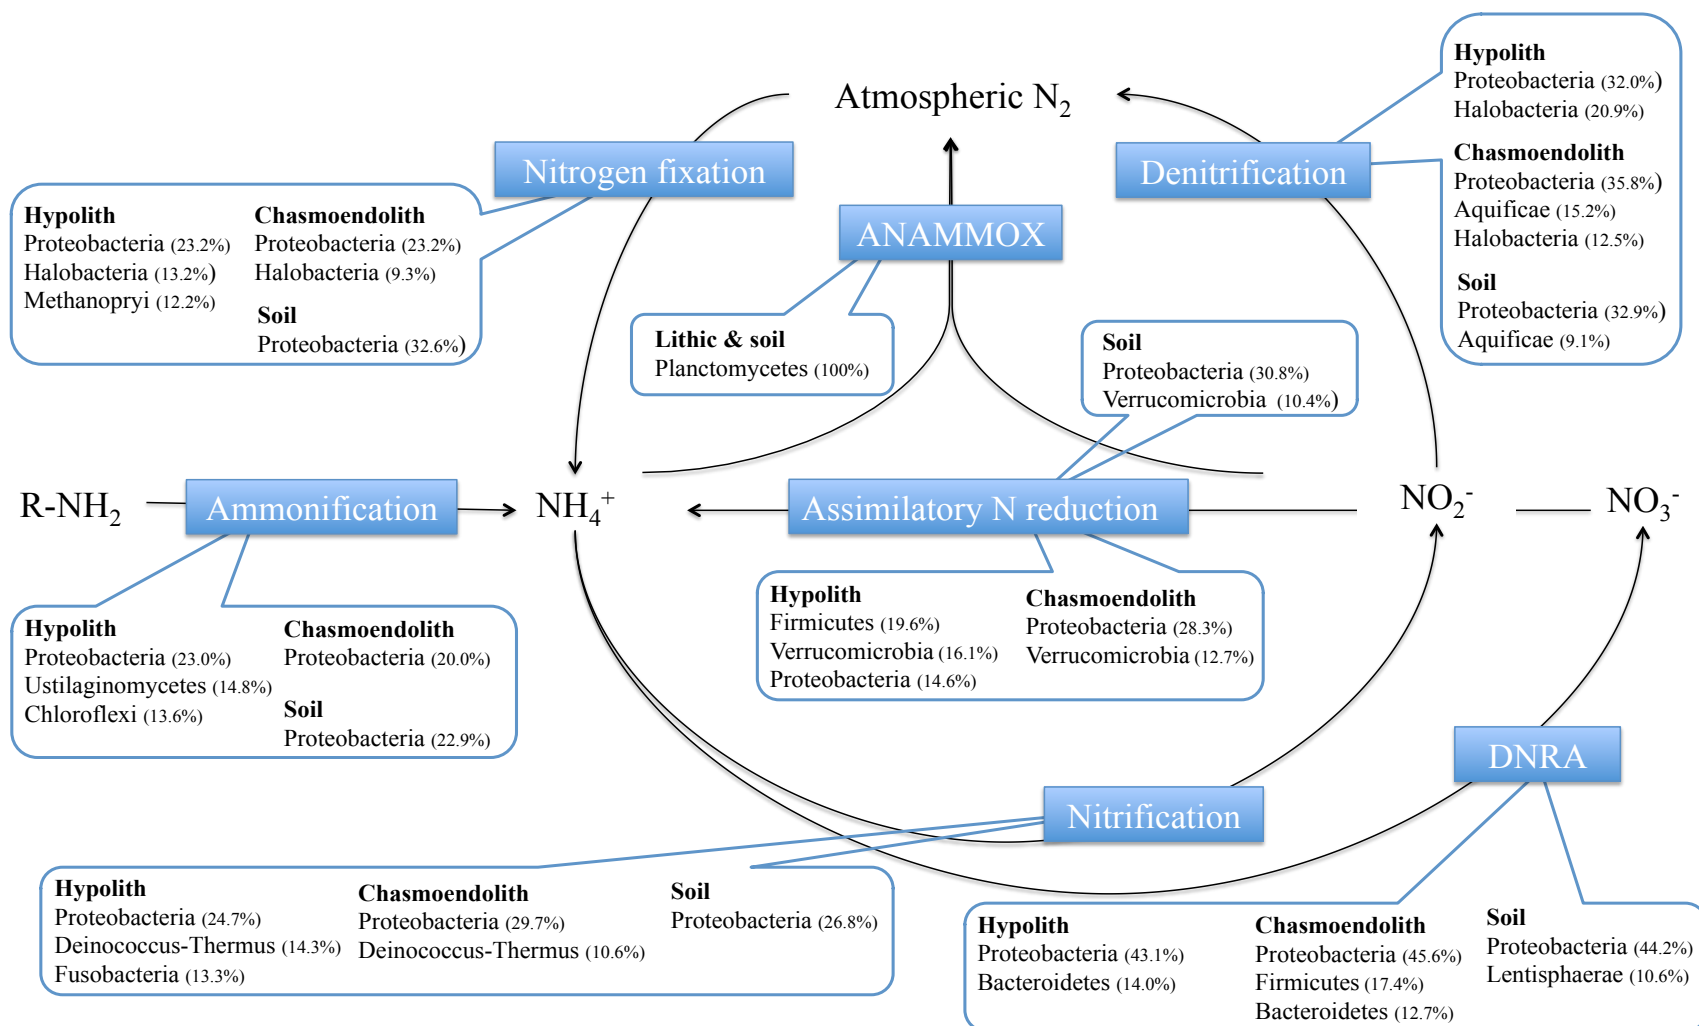 Atmospheric N₂
Nitrogen fixation
Hypolith
Proteobacteria (23.2%)
Halobacteria (13.2%)
Methanopryi (12.2%)
Chasmoendolith
Proteobacteria (23.2%)
Halobacteria (9.3%)
Soil
Proteobacteria (32.6%)
ANAMMOX
Lithic & soil
Planctomycetes (100%)
Denitrification
Hypolith
Proteobacteria (32.0%)
Halobacteria (20.9%)
Chasmoendolith
Proteobacteria (35.8%)
Aquificae (15.2%)
Halobacteria (12.5%)
Soil
Proteobacteria (32.9%)
Aquificae (9.1%)
Soil
Proteobacteria (30.8%)
Verrucomicrobia (10.4%)
R-NH₂
Ammonification
NH₄⁺
Assimilatory N reduction
NO₂⁻
NO₃⁻
Hypolith
Proteobacteria (23.0%)
Ustilaginomycetes (14.8%)
Chloroflexi (13.6%)
Chasmoendolith
Proteobacteria (20.0%)
Soil
Proteobacteria (22.9%)
Hypolith
Firmicutes (19.6%)
Verrucomicrobia (16.1%)
Proteobacteria (14.6%)
Chasmoendolith
Proteobacteria (28.3%)
Verrucomicrobia (12.7%)
DNRA
Nitrification
Hypolith
Proteobacteria (24.7%)
Deinococcus-Thermus (14.3%)
Fusobacteria (13.3%)
Chasmoendolith
Proteobacteria (29.7%)
Deinococcus-Thermus (10.6%)
Soil
Proteobacteria (26.8%)
Hypolith
Proteobacteria (43.1%)
Bacteroidetes (14.0%)
Chasmoendolith
Proteobacteria (45.6%)
Firmicutes (17.4%)
Bacteroidetes (12.7%)
Soil
Proteobacteria (44.2%)
Lentisphaerae (10.6%)